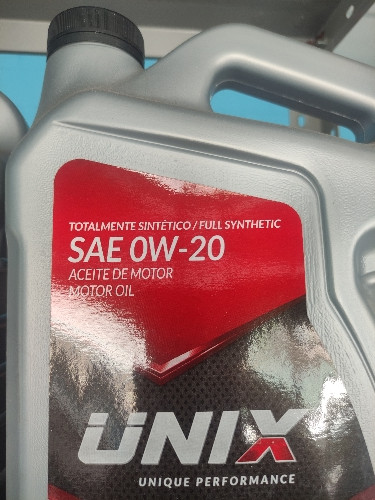 TOTALMENTE SINTÉTICO / FULL SYNTHETIC
SAE 0W-20
ACEITE DE MOTOR
MOTOR OIL
UNIX
UNIQUE PERFORMANCE